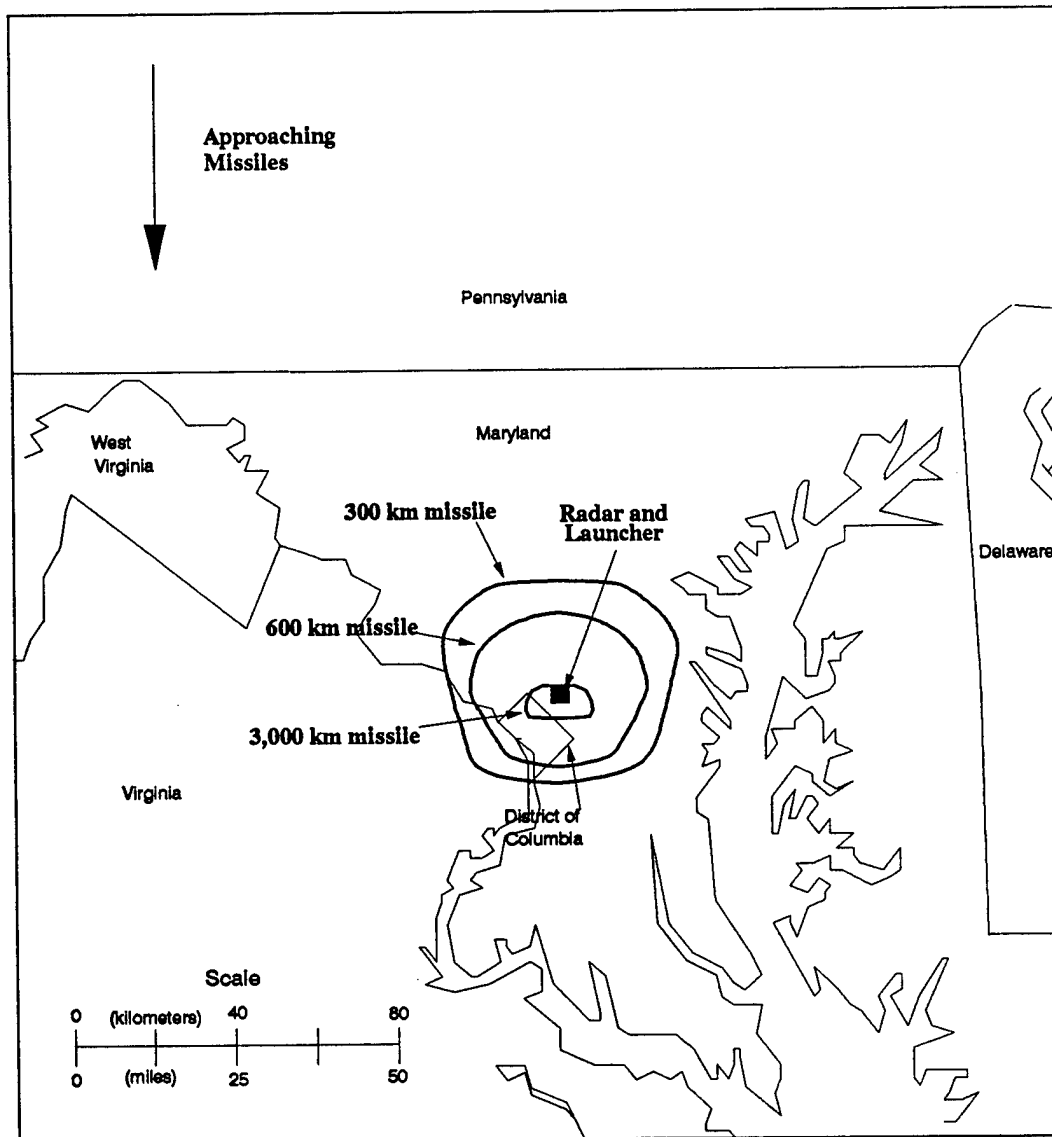 Approaching
Missiles
Pennsylvania
West
Virginia
Maryland
300 km missile
Radar and
Launcher
Delaware
600 km missile
3,000 km missile
Virginia
District of
Columbia
Scale
0 (kilometers) 40 80
0 (miles) 25 50